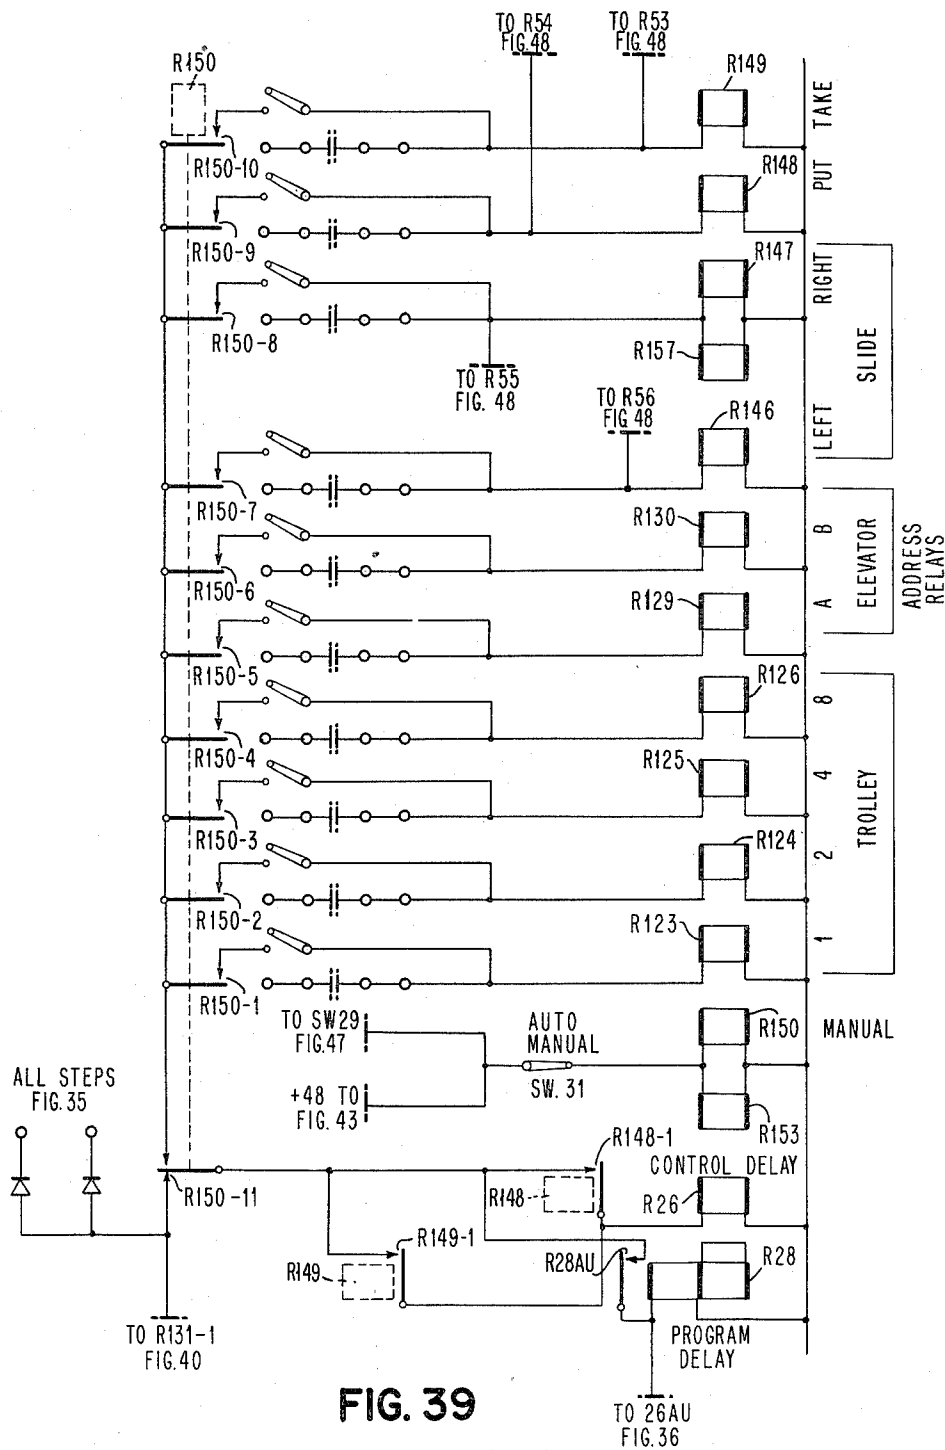 TO R54
FIG.48
TO R53
FIG.48
R150
R149
TAKE
R150-10
R148
PUT
R150-9
R147
RIGHT
R150-8
R157
SLIDE
TO R55
FIG. 48
TO R56
FIG 48
R146
LEFT
R150-7
R130
B
R150-6
ELEVATOR
ADDRESS
RELAYS
R129
A
R150-5
R126
8
R150-4
R125
4
TROLLEY
R150-3
R124
2
R150-2
R123
1
R150-1
TO SW29
FIG.47
AUTO
MANUAL
R150
MANUAL
ALL STEPS
FIG.35
+48 TO
FIG. 43
SW. 31
R153
R148-1
CONTROL DELAY
R150-11
R148
R26
R149-1
R28AU
R28
R149
TO R131-1
FIG.40
PROGRAM
DELAY
FIG. 39
TO 26AU
FIG.36